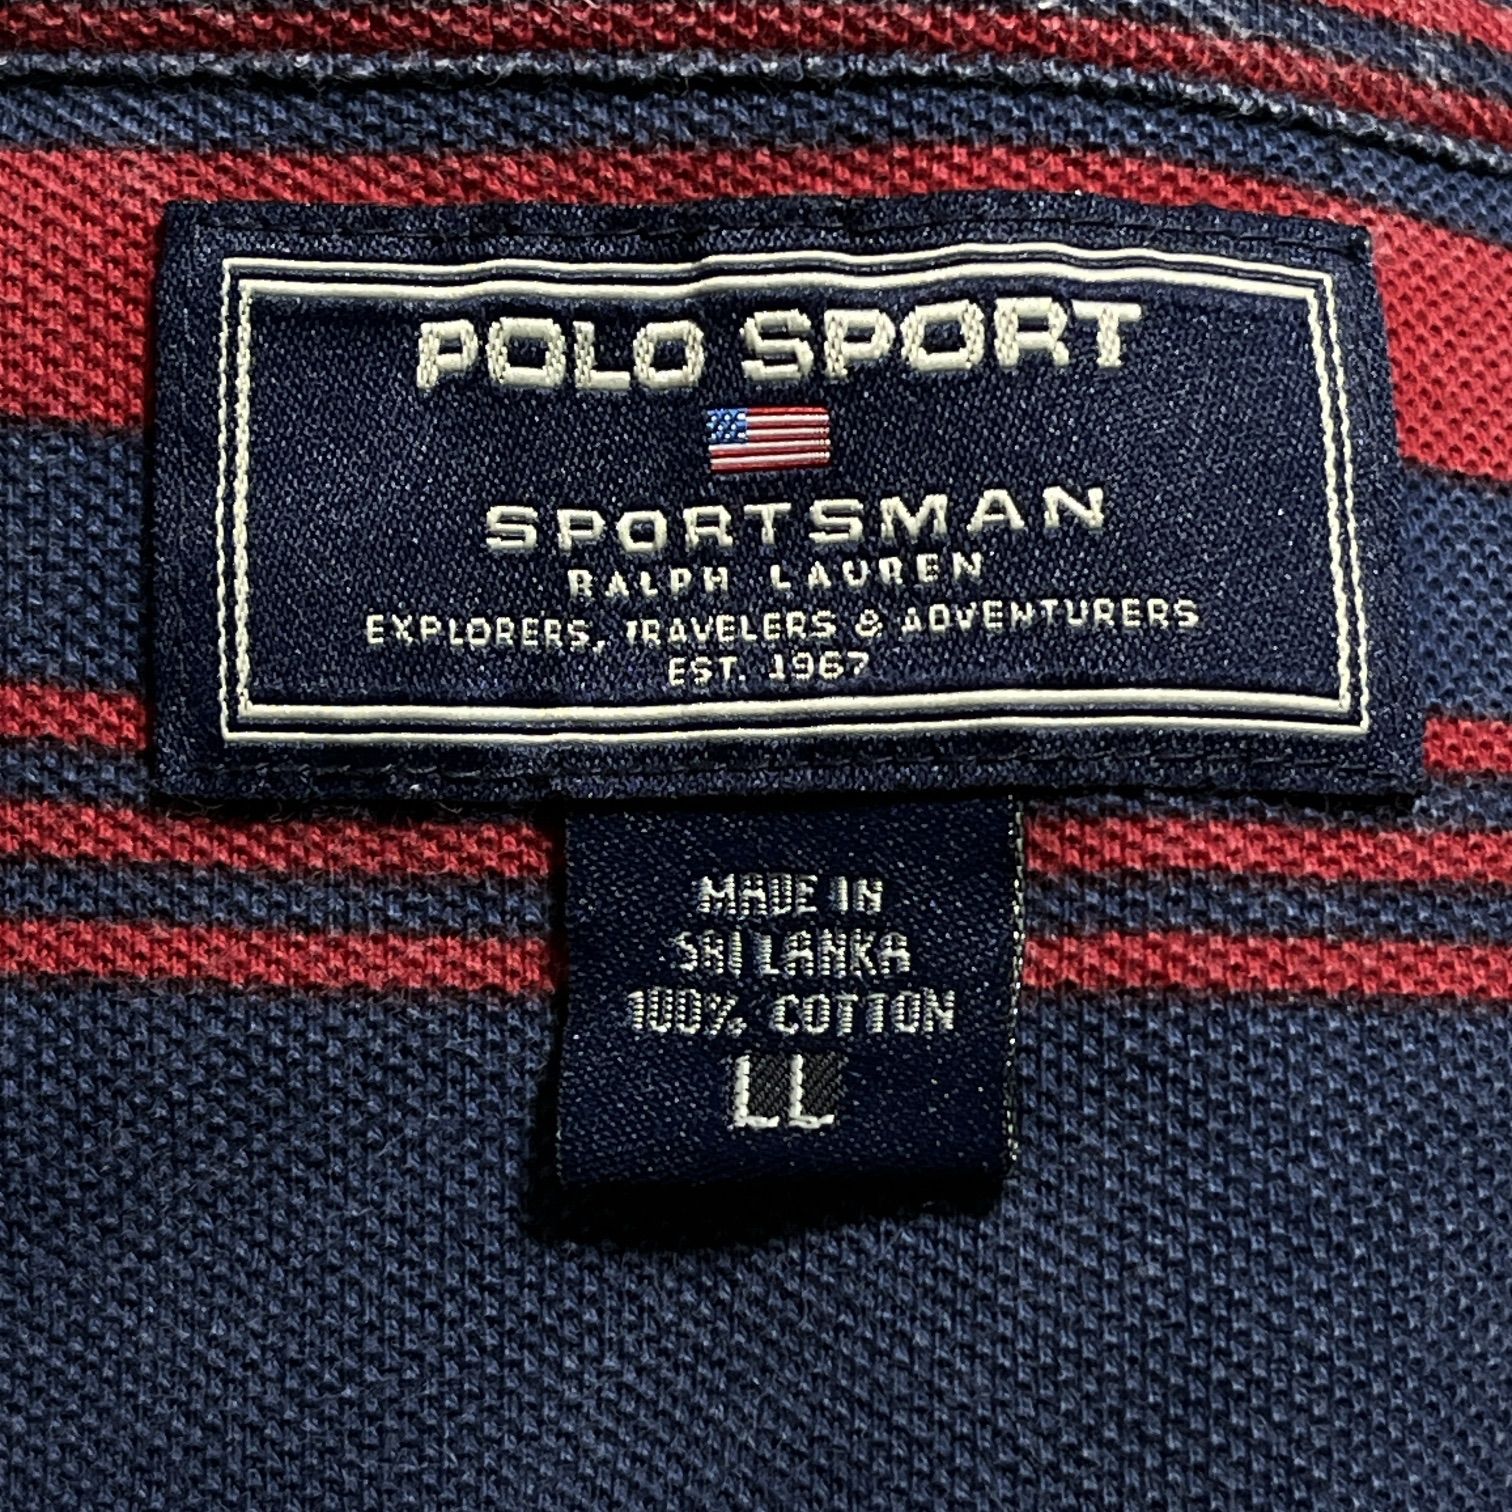 POLO SPORT
SPORTSMAN
RALPH LAUREN
EXPLORERS, TRAVELERS & ADVENTURERS
EST. 1967
MADE IN
SRI LANKA
100% COTTON
LL